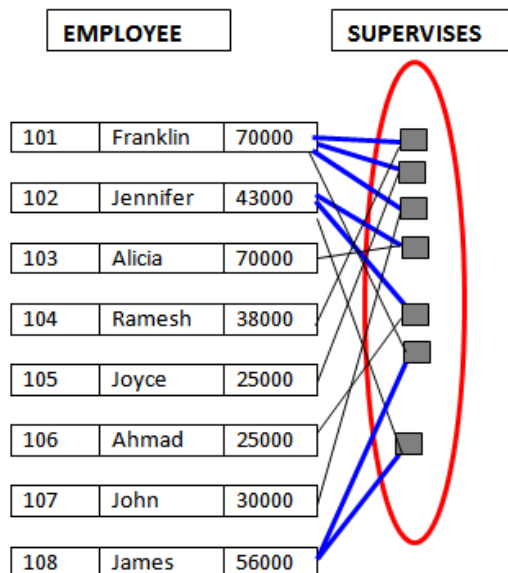 EMPLOYEE SUPERVISES
101 Franklin 70000
102 Jennifer 43000
103 Alicia 70000
104 Ramesh 38000
105 Joyce 25000
106 Ahmad 25000
107 John 30000
108 James 56000